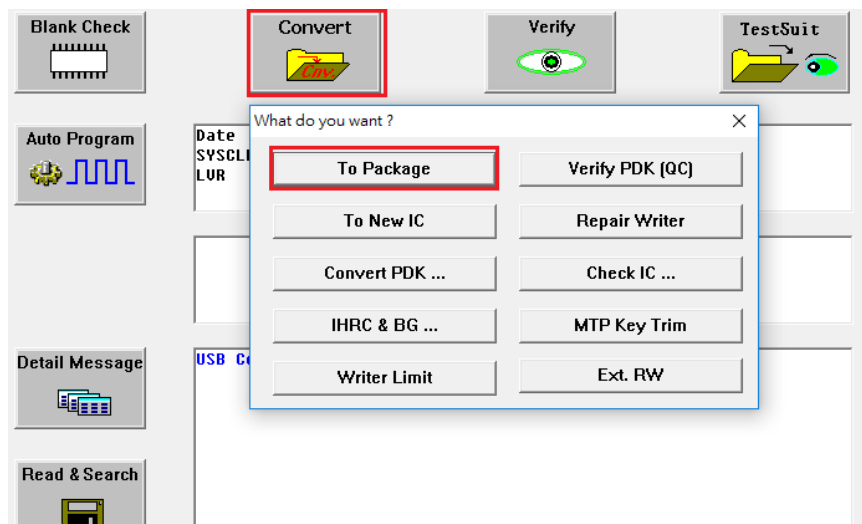 Blank Check
Convert
Cnv.
Verify
TestSuit
Auto Program
Date
SYSCL
LVR
What do you want ?
To Package
Verify PDK (QC)
To New IC
Repair Writer
Convert PDK ...
Check IC ...
IHRC & BG ...
MTP Key Trim
Writer Limit
Ext. RW
Detail Message
USB C
Read & Search